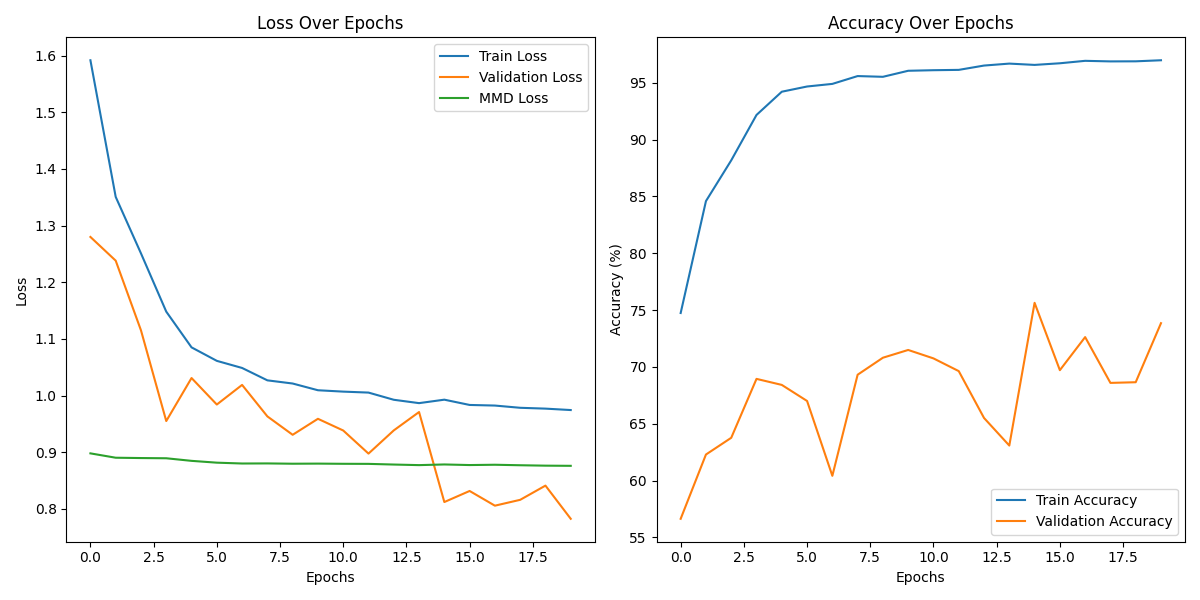 Loss Over Epochs
1.6
1.5
1.4
1.3
1.2
1.1
1.0
0.9
0.8
Loss
Train Loss
Validation Loss
MMD Loss
0.0 2.5 5.0 7.5 10.0 12.5 15.0 17.5
Epochs
Accuracy Over Epochs
95
90
85
80
75
70
65
60
55
Accuracy (%)
Train Accuracy
Validation Accuracy
0.0 2.5 5.0 7.5 10.0 12.5 15.0 17.5
Epochs